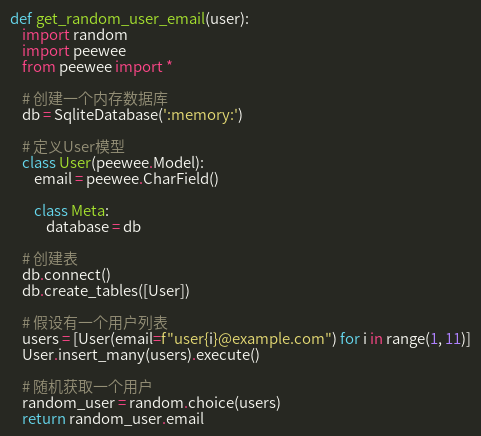 def get_random_user_email(user):
    import random
    import peewee
    from peewee import *

    # 创建一个内存数据库
    db = SqliteDatabase(':memory:')

    # 定义User模型
    class User(peewee.Model):
        email = peewee.CharField()

        class Meta:
            database = db

    # 创建表
    db.connect()
    db.create_tables([User])

    # 假设有一个用户列表
    users = [User(email=f"user{i}@example.com") for i in range(1, 11)]
    User.insert_many(users).execute()

    # 随机获取一个用户
    random_user = random.choice(users)
    return random_user.email